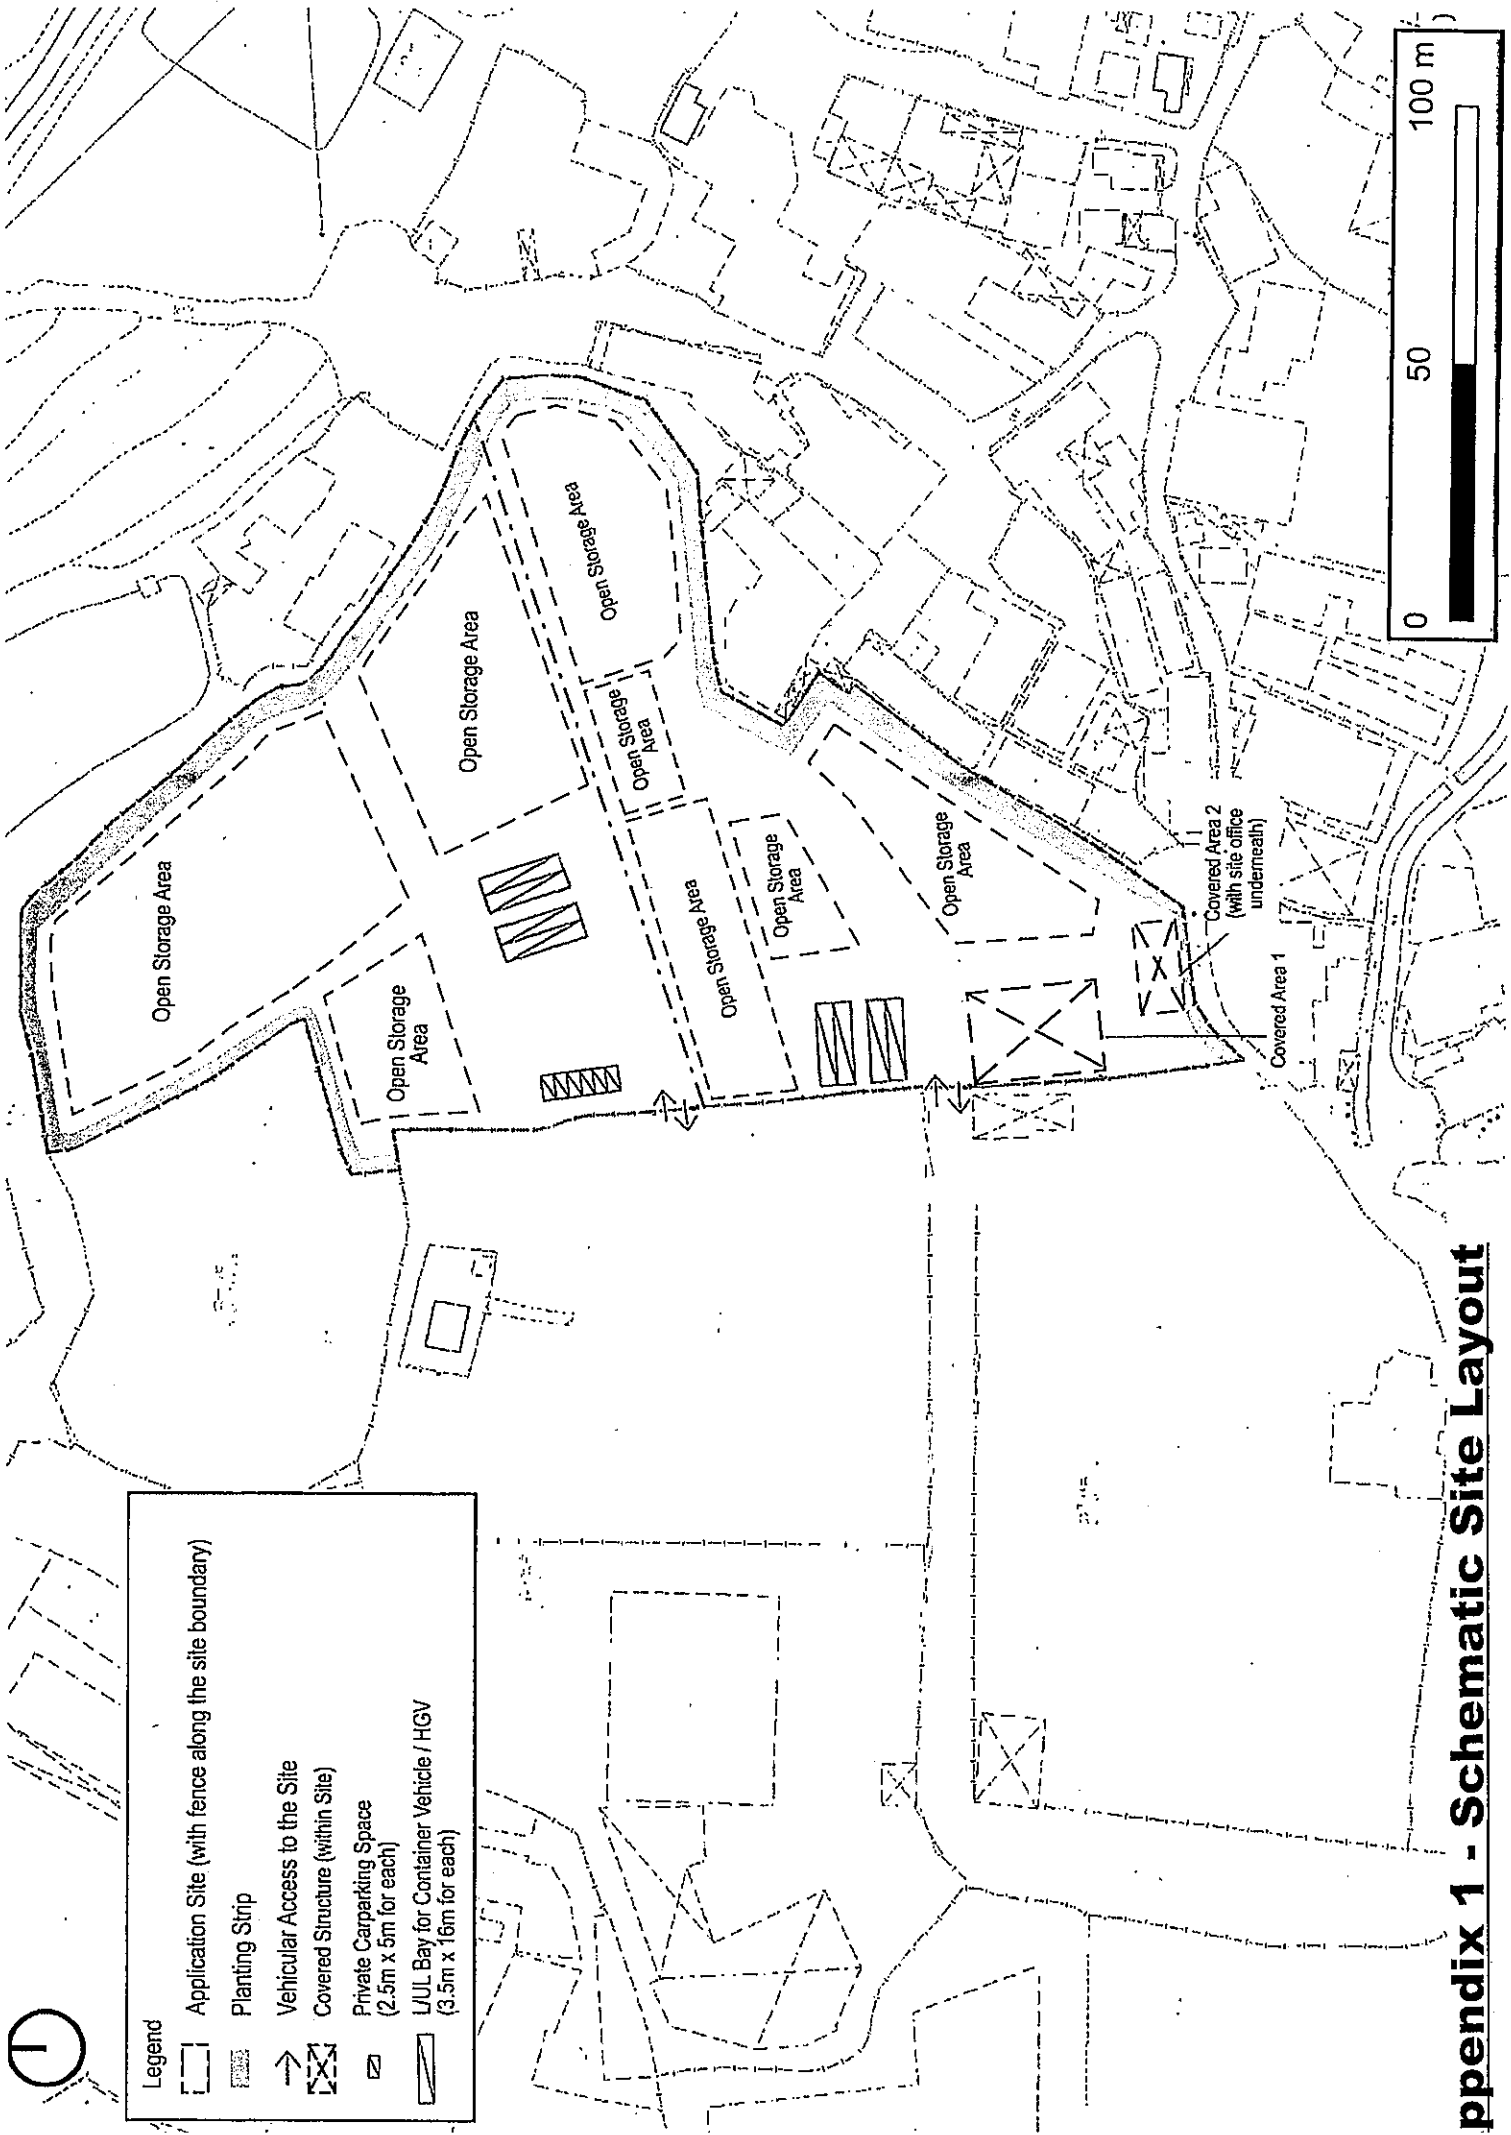 Legend
Application Site (with fence along the site boundary)
Planting Strip
Vehicular Access to the Site
Covered Structure (within Site)
Private Carparking Space
(2.5m x 5m for each)
L/UL Bay for Container Vehicle / HGV
(3.5m x 16m for each)
Open Storage Area
Open Storage
Area
Open Storage Area
Open Storage Area
Open Storage
Area
Open Storage Area
Open Storage
Area
Open Storage
Area
Covered Area 1
Covered Area 2
(with site office
underneath)
0
50
100 m
ppendix 1 - Schematic Site Layout